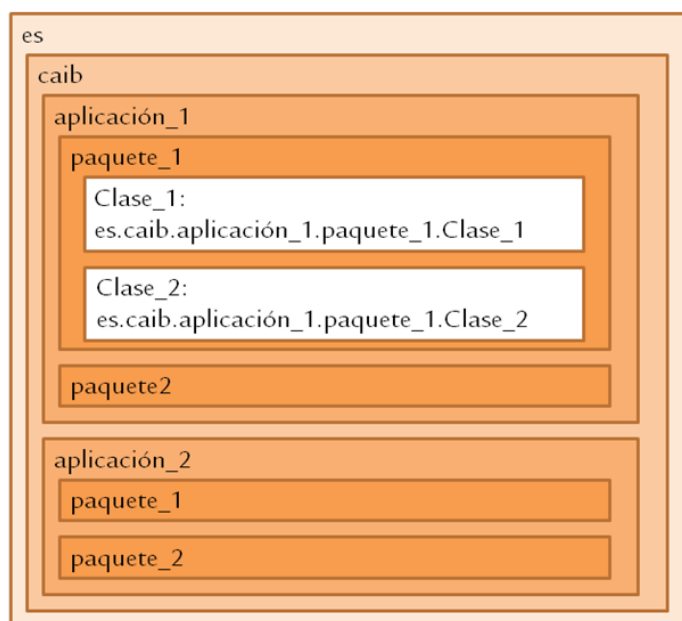 es
caib
aplicación_1
paquete_1
Clase_1:
es.caib.aplicación_1.paquete_1.Clase_1
Clase_2:
es.caib.aplicación_1.paquete_1.Clase_2
paquete2
aplicación_2
paquete_1
paquete_2